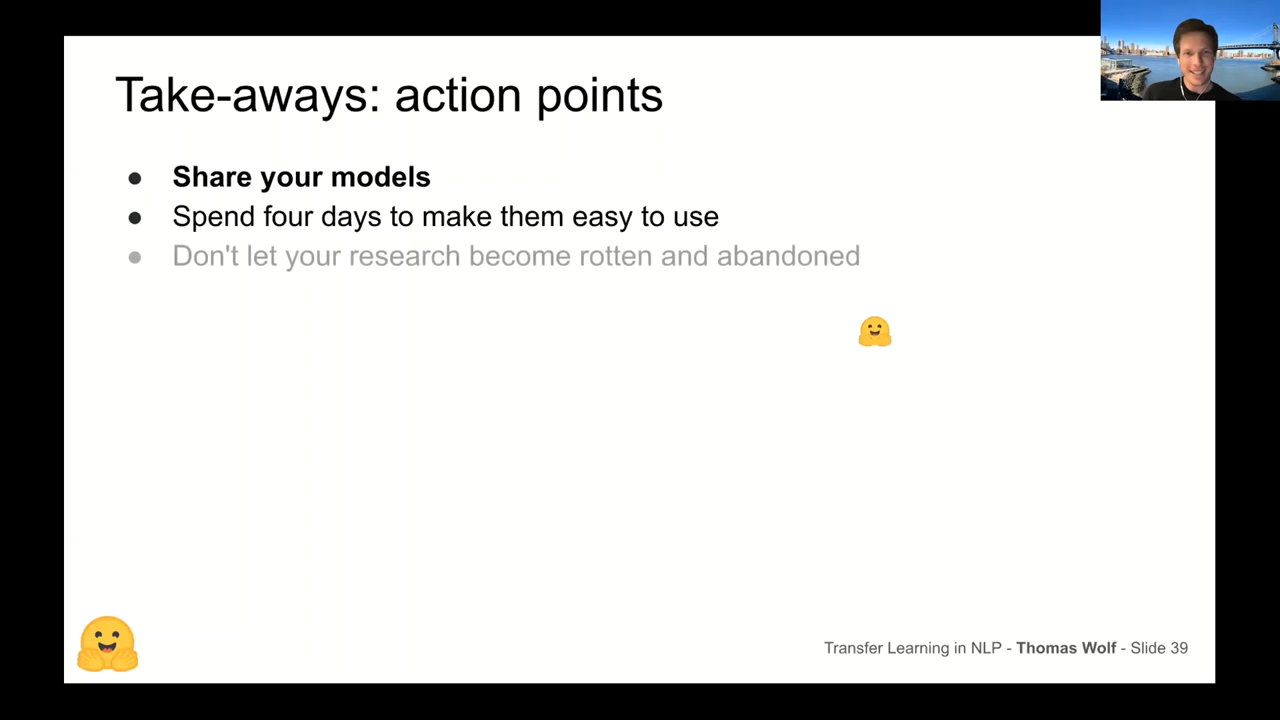 Take-aways: action points
● Share your models
● Spend four days to make them easy to use
● Don't let your research become rotten and abandoned
Transfer Learning in NLP - Thomas Wolf - Slide 39